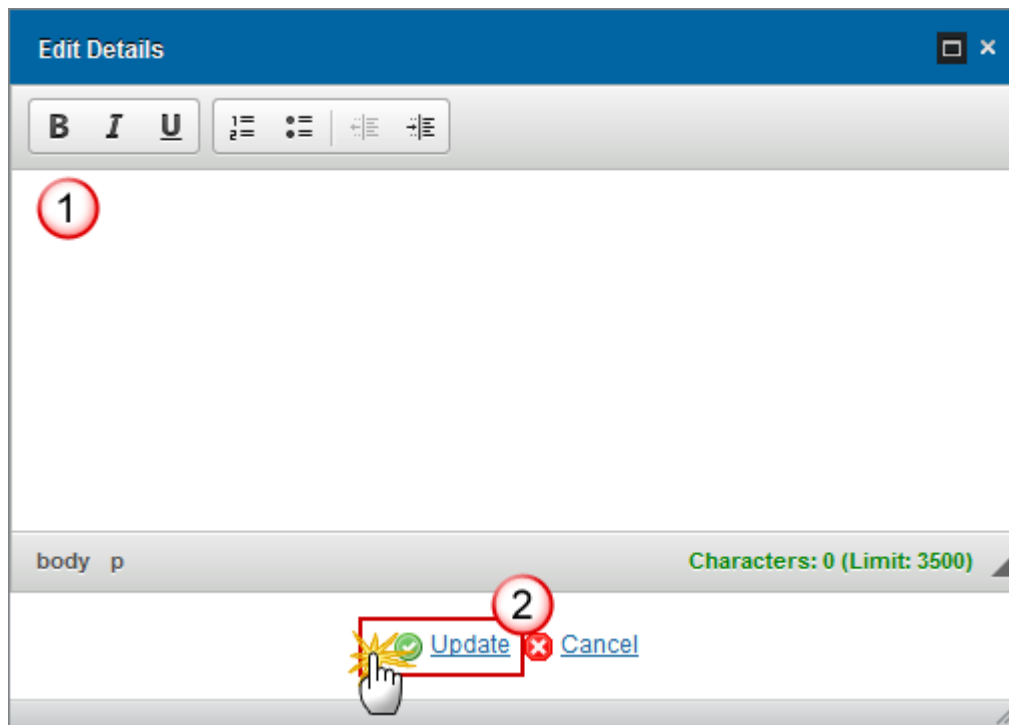 Edit Details
B I U
1
body p Characters: 0 (Limit: 3500)
2
Update Cancel